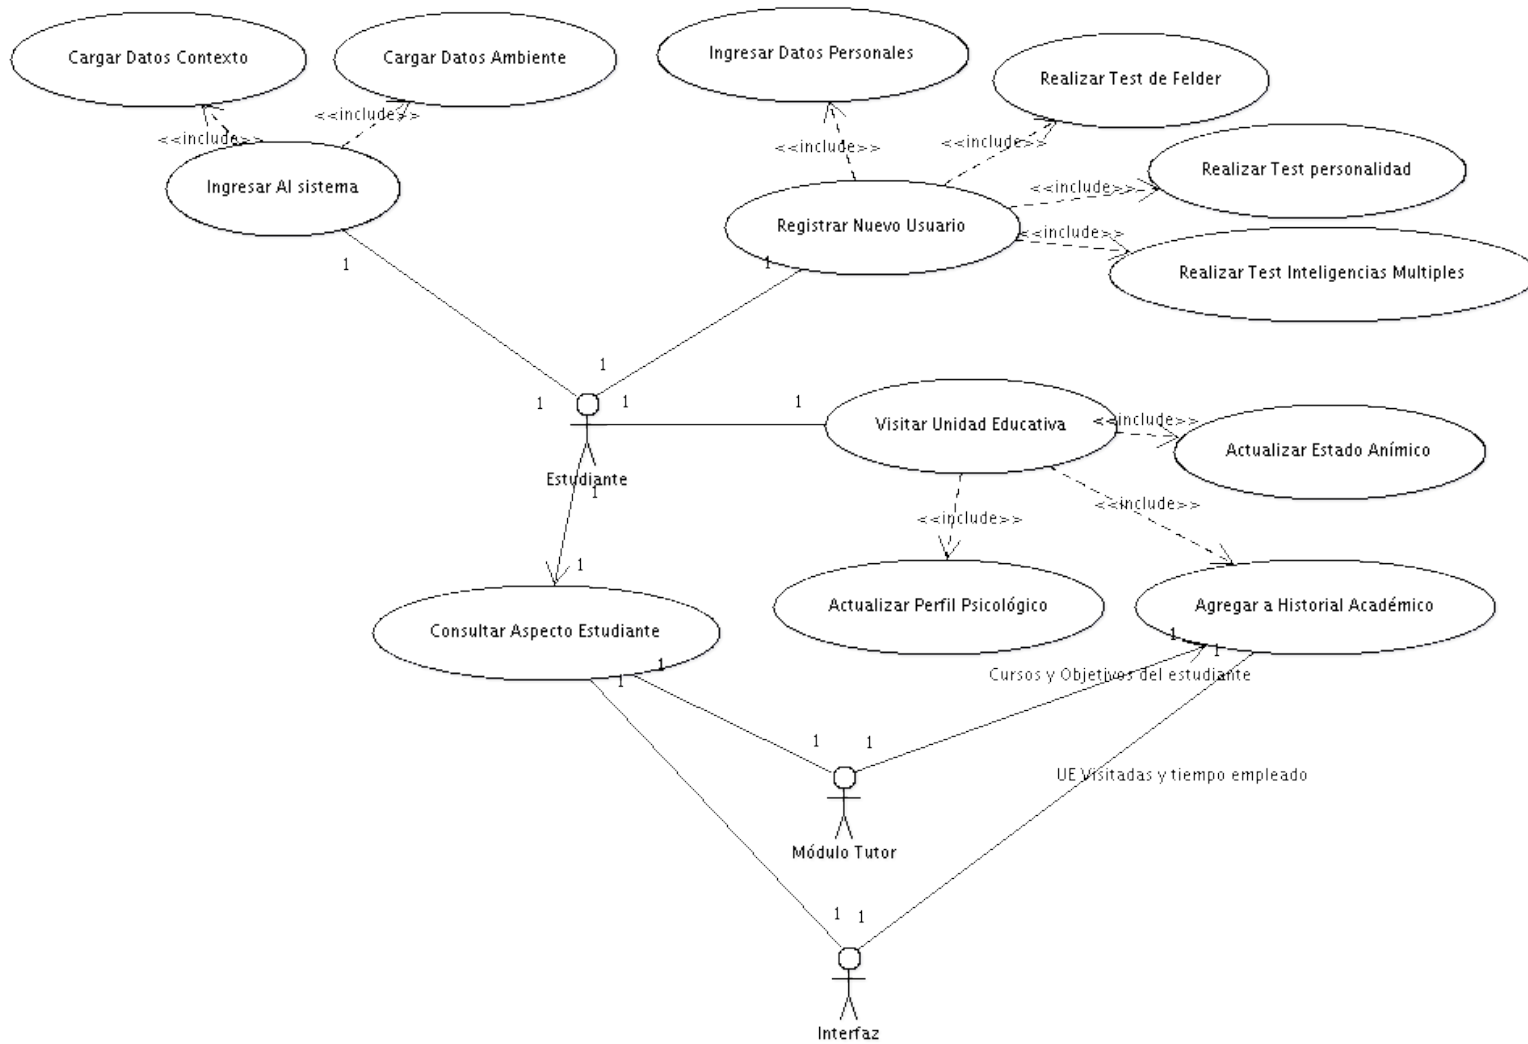 Cargar Datos Contexto
Cargar Datos Ambiente
Ingresar Datos Personales
Realizar Test de Felder
<<include>>
<<include>>
<<include>>
<<include>>
Realizar Test personalidad
Ingresar Al sistema
<<include>>
Registrar Nuevo Usuario
<<include>>
1
1
Realizar Test Inteligencias Multiples
1
1
1
1
Visitar Unidad Educativa
<<include>>
Actualizar Estado Anímico
Estudiante
1
<<include>>
<<include>>
1
Actualizar Perfil Psicológico
Agregar a Historial Académico
Consultar Aspecto Estudiante
1
1
1
1
Cursos y Objetivos del estudiante
1
1
UE Visitadas y tiempo empleado
Módulo Tutor
1
1
Interfaz